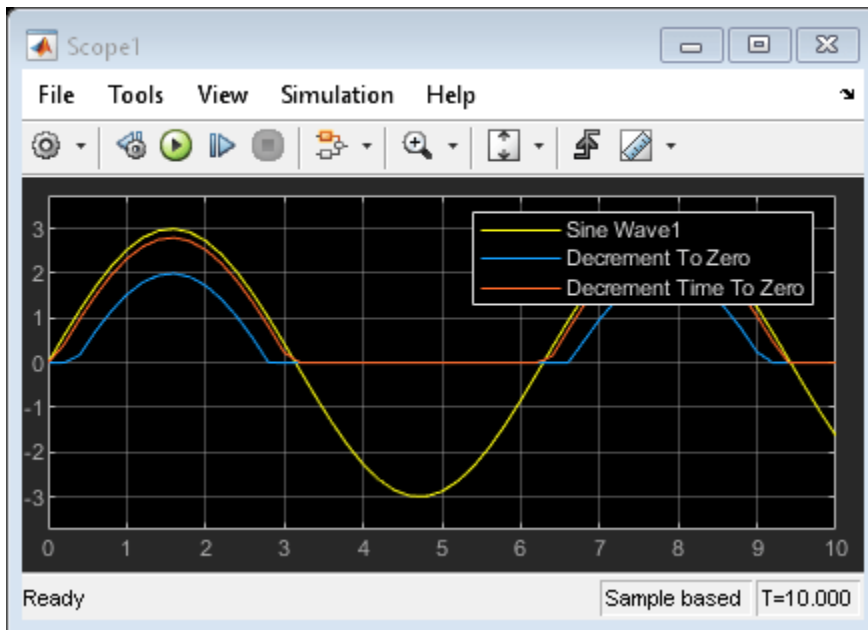 Scope1
File Tools View Simulation Help
Sine Wave1
Decrement To Zero
Decrement Time To Zero
3
2
1
0
-1
-2
-3
0 1 2 3 4 5 6 7 8 9 10
Ready Sample based T=10.000